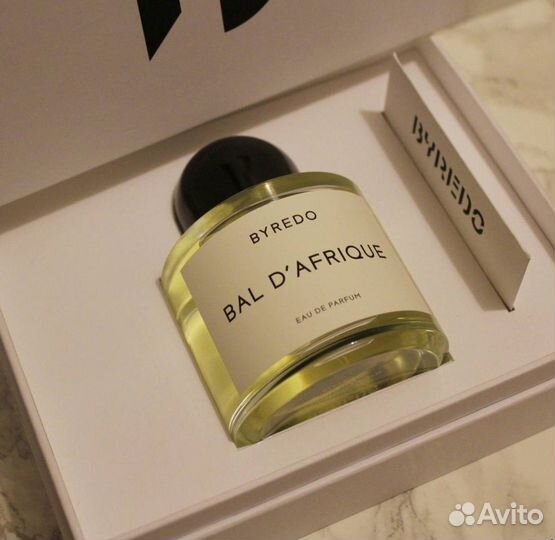 BYREDO
BAL D'AFRIQUE
EAU DE PARFUM
BYREDO
Avito